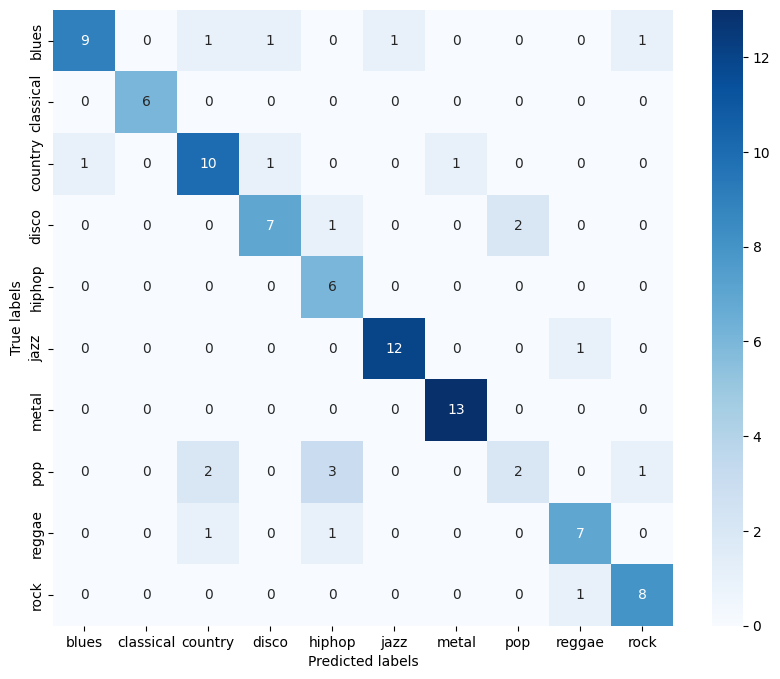 blues 9 0 1 1 0 1 0 0 0 1
classical 0 6 0 0 0 0 0 0 0 0
country 1 0 10 1 0 0 1 0 0 0
disco 0 0 0 7 1 0 0 2 0 0
hiphop 0 0 0 0 6 0 0 0 0 0
jazz 0 0 0 0 0 12 0 0 1 0
metal 0 0 0 0 0 0 13 0 0 0
pop 0 0 2 0 3 0 0 2 0 1
reggae 0 0 1 0 1 0 0 0 7 0
rock 0 0 0 0 0 0 0 0 1 8
True labels
blues classical country disco hiphop jazz metal pop reggae rock
Predicted labels
12
10
8
6
4
2
0